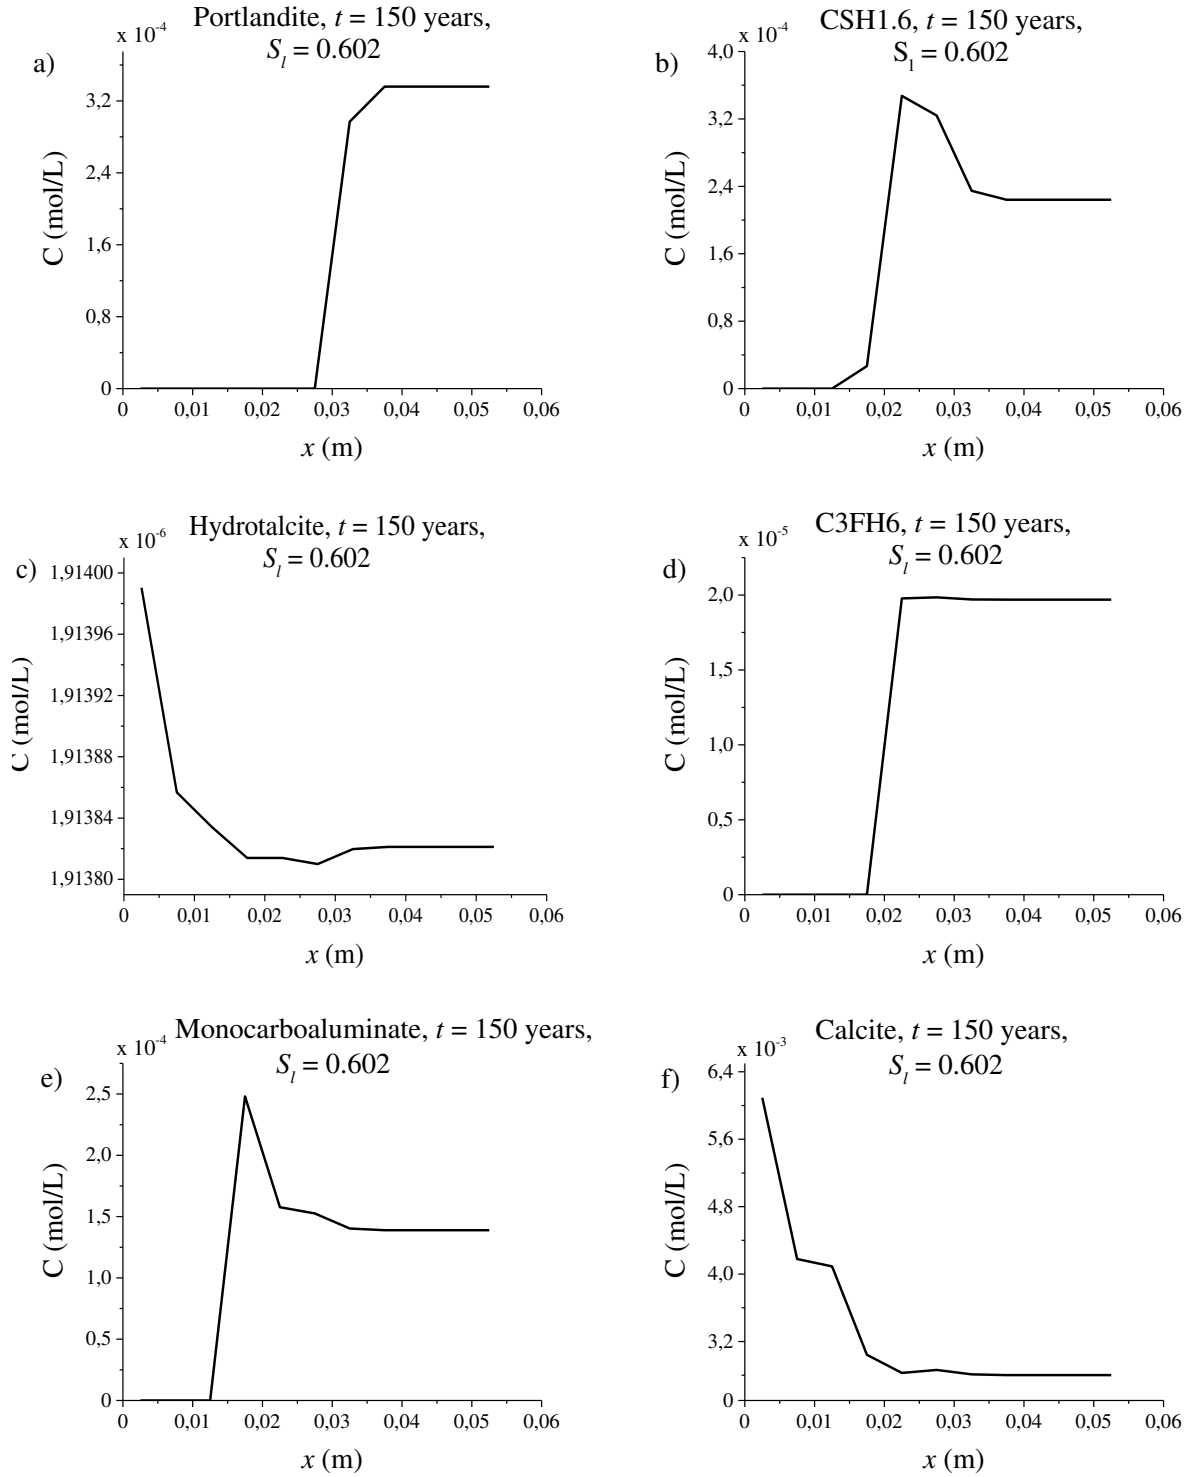 Portlandite, t = 150 years,
x 10-4
Sl = 0.602
a)
3,2
2,4
1,6
0,8
0
C (mol/L)
0 0,01 0,02 0,03 0,04 0,05 0,06
x (m)
CSH1.6, t = 150 years,
x 10-4
Sl = 0.602
b)
4,0
3,2
2,4
1,6
0,8
0
C (mol/L)
0 0,01 0,02 0,03 0,04 0,05 0,06
x (m)
Hydrotalcite, t = 150 years,
x 10-6
Sl = 0.602
c)
1,91400
1,91396
1,91392
1,91388
1,91384
1,91380
C (mol/L)
0 0,01 0,02 0,03 0,04 0,05 0,06
x (m)
C3FH6, t = 150 years,
x 10-5
Sl = 0.602
d)
2,0
1,5
1,0
0,5
0
C (mol/L)
0 0,01 0,02 0,03 0,04 0,05 0,06
x (m)
Monocarboaluminate, t = 150 years,
x 10-4
Sl = 0.602
e)
2,5
2,0
1,5
1,0
0,5
0
C (mol/L)
0 0,01 0,02 0,03 0,04 0,05 0,06
x (m)
Calcite, t = 150 years,
x 10-3
Sl = 0.602
f)
6,4
5,6
4,8
4,0
3,2
0
C (mol/L)
0 0,01 0,02 0,03 0,04 0,05 0,06
x (m)